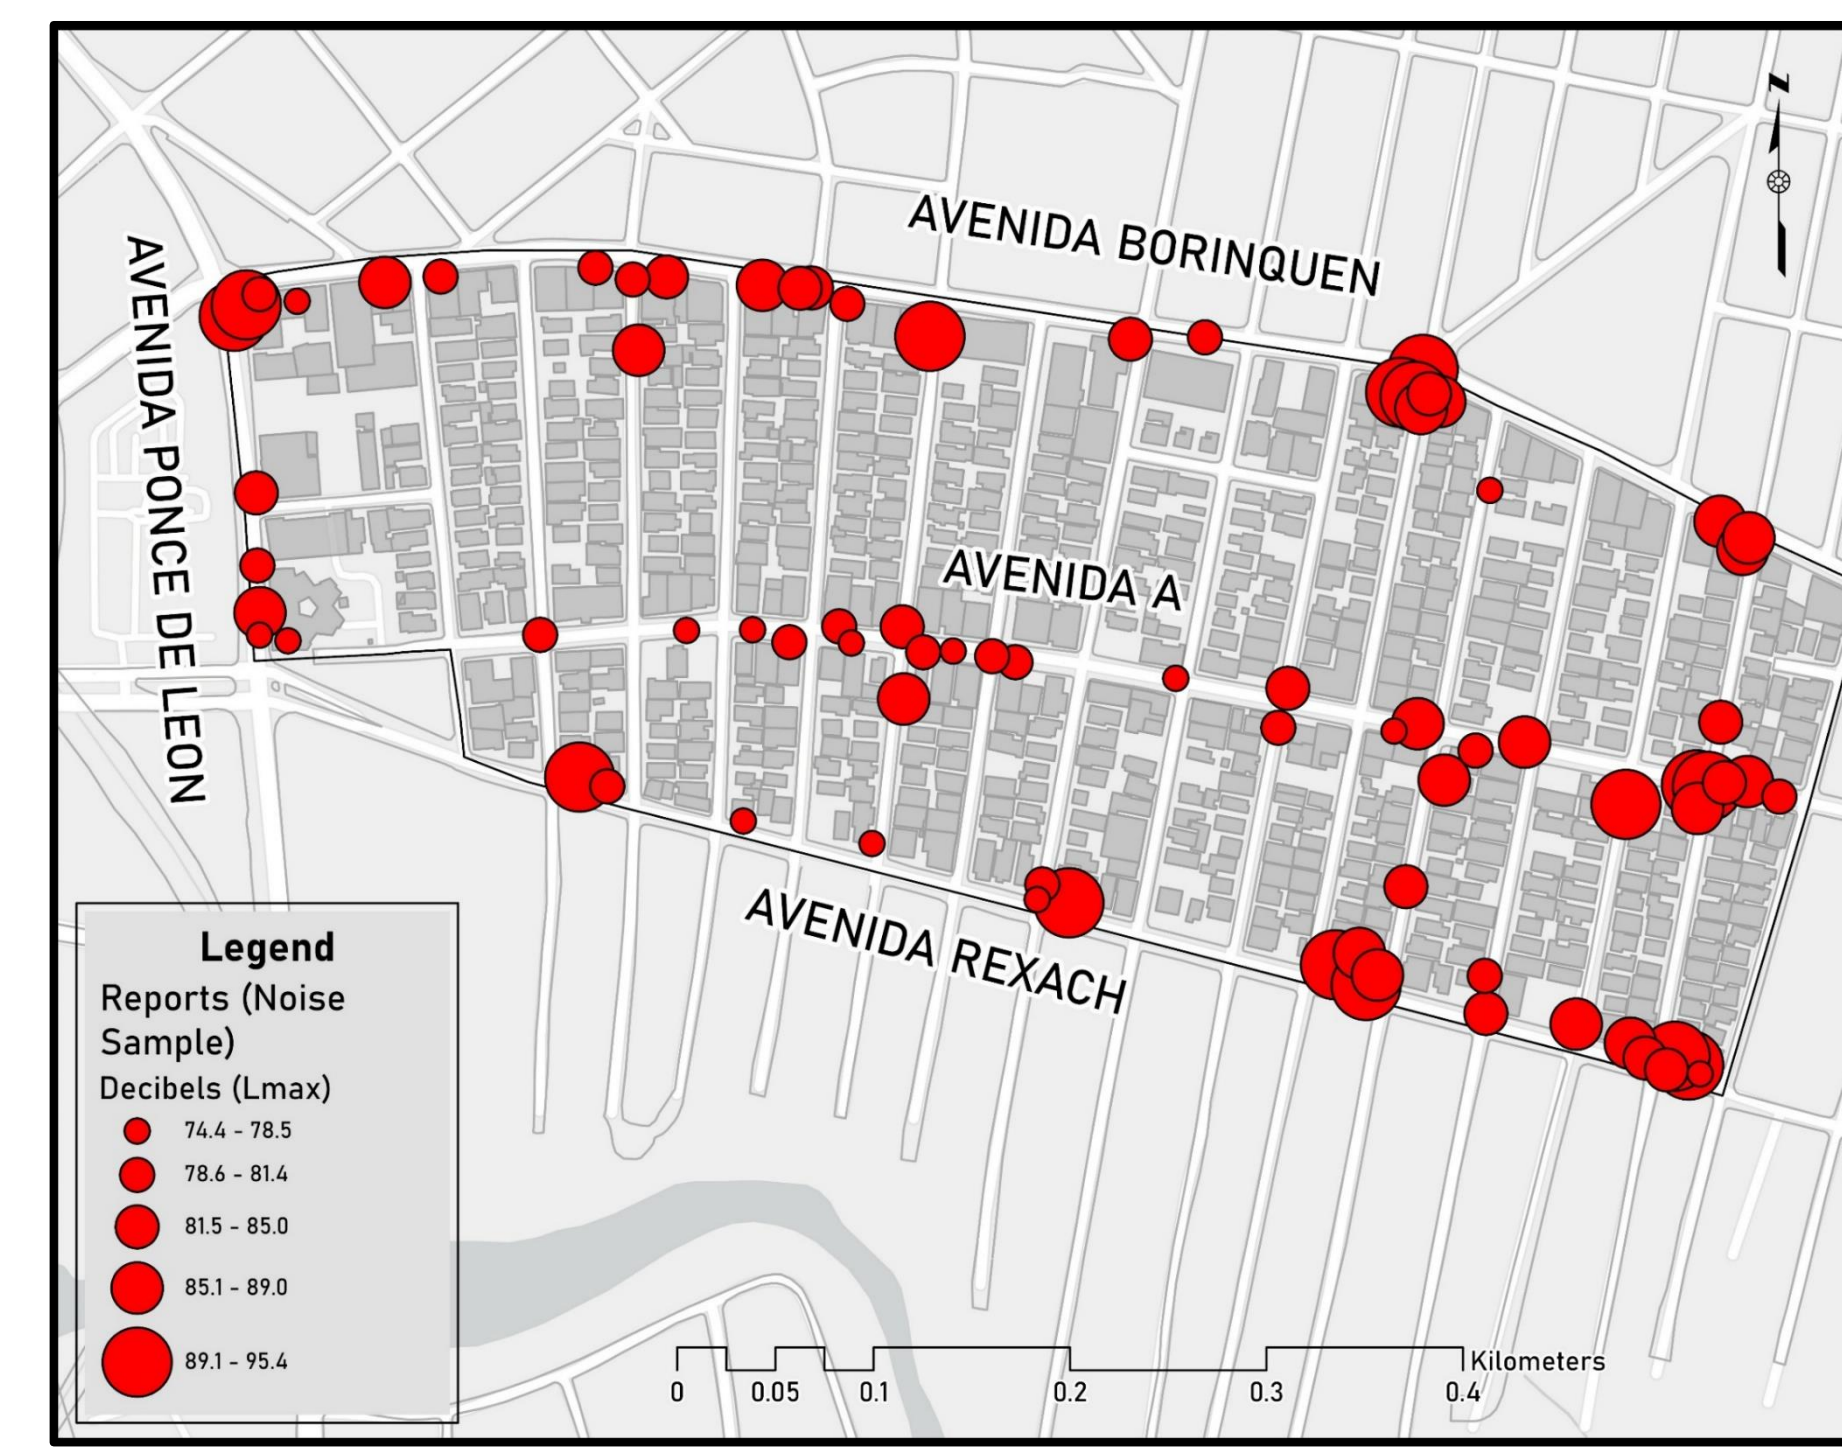 N
AVENIDA BORINQUEN
AVENIDA PONCE DE LEON
AVENIDA A
AVENIDA REXACH
Legend
Reports (Noise
Sample)
Decibels (Lmax)
74.4 - 78.5
78.6 - 81.4
81.5 - 85.0
85.1 - 89.0
89.1 - 95.4
Kilometers
0 0.05 0.1 0.2 0.3 0.4